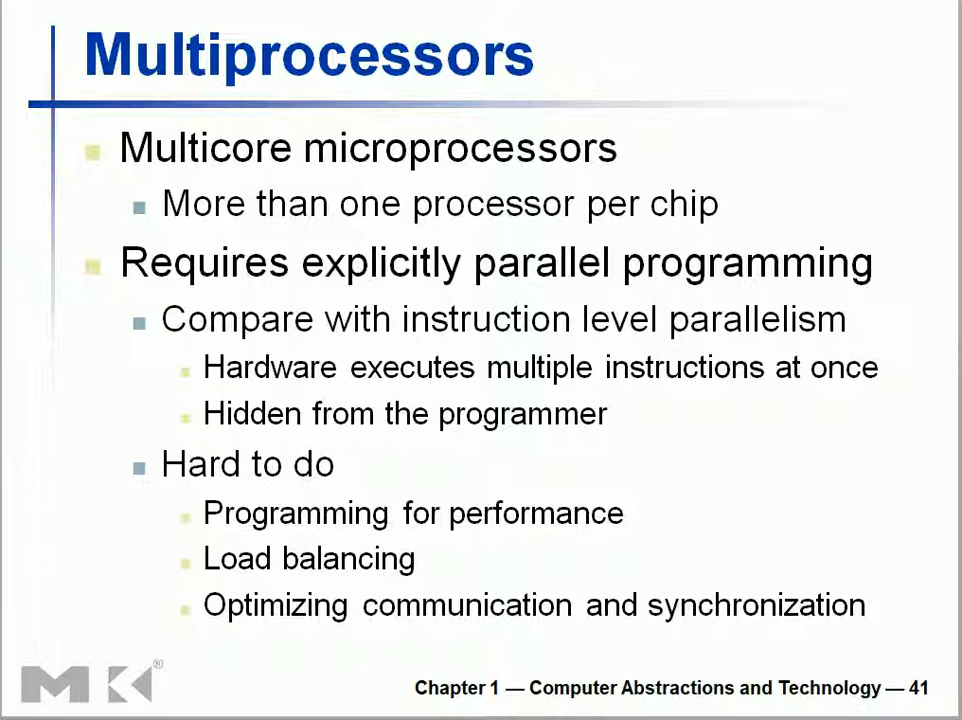 Multiprocessors
Multicore microprocessors
More than one processor per chip
Requires explicitly parallel programming
Compare with instruction level parallelism
Hardware executes multiple instructions at once
Hidden from the programmer
Hard to do
Programming for performance
Load balancing
Optimizing communication and synchronization
MK®
Chapter 1 — Computer Abstractions and Technology — 41